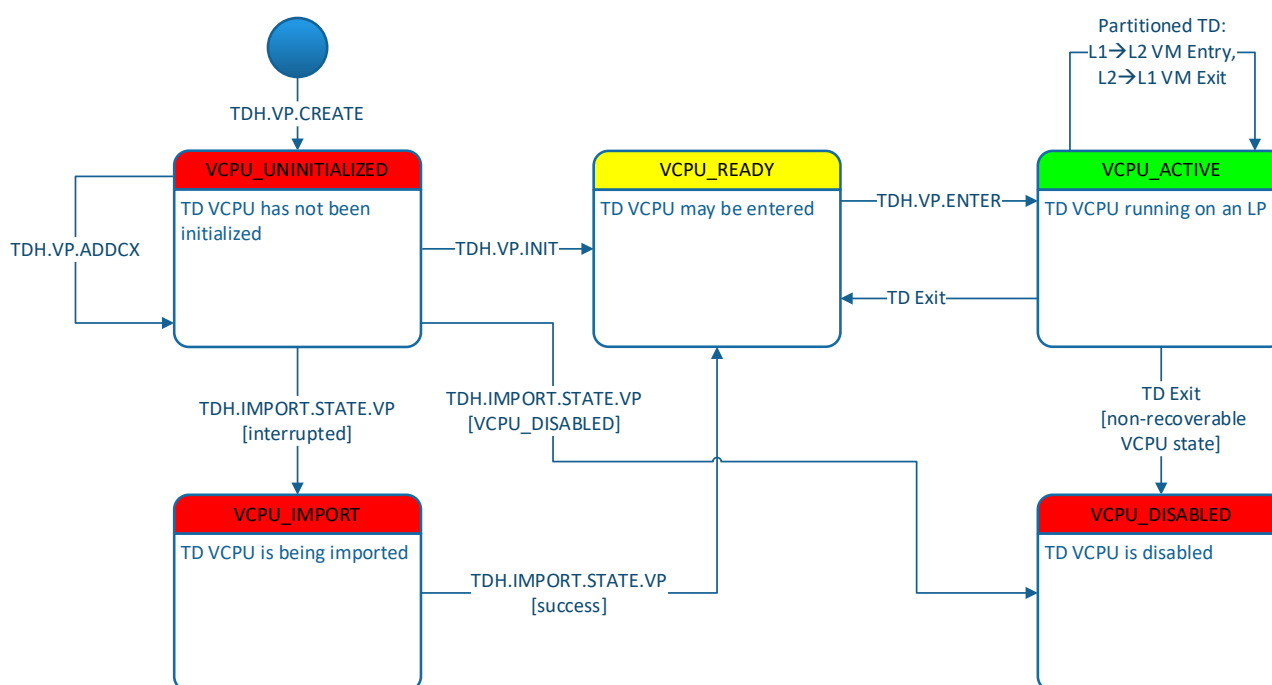 Partitioned TD:
L1→L2 VM Entry,
L2→L1 VM Exit
TDH.VP.CREATE
VCPU_UNINITIALIZED
TD VCPU has not been
initialized
TDH.VP.ADDCX
TDH.VP.INIT
VCPU_READY
TD VCPU may be entered
TDH.VP.ENTER
TD Exit
VCPU_ACTIVE
TD VCPU running on an LP
TDH.IMPORT.STATE.VP
[interrupted]
TDH.IMPORT.STATE.VP
[VCPU_DISABLED]
TD Exit
[non-recoverable
VCPU state]
VCPU_IMPORT
TD VCPU is being imported
TDH.IMPORT.STATE.VP
[success]
VCPU_DISABLED
TD VCPU is disabled